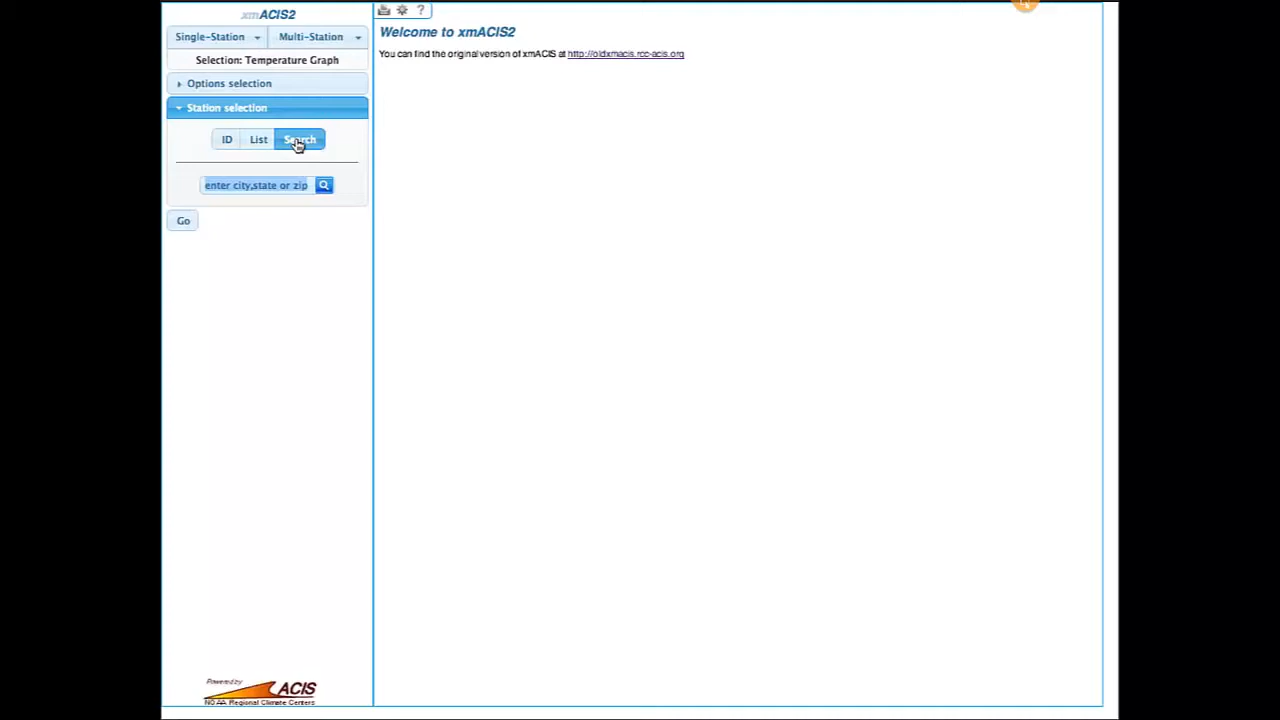 xmACIS2
Single-Station
Multi-Station
Selection: Temperature Graph
Options selection
Station selection
ID
List
Search
enter city,state or zip
Go
Powered by
ACIS
NOAA Regional Climate Centers
?
Welcome to xmACIS2
You can find the original version of xmACIS at http://oldxmacis.rcc-acis.org